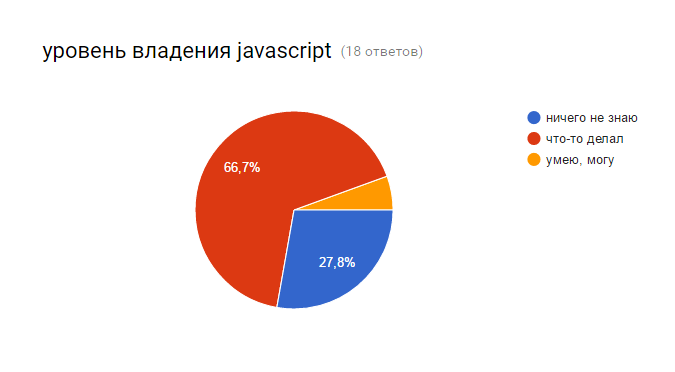 уровень владения javascript (18 ответов)
ничего не знаю
что-то делал
умею, могу
66,7%
27,8%